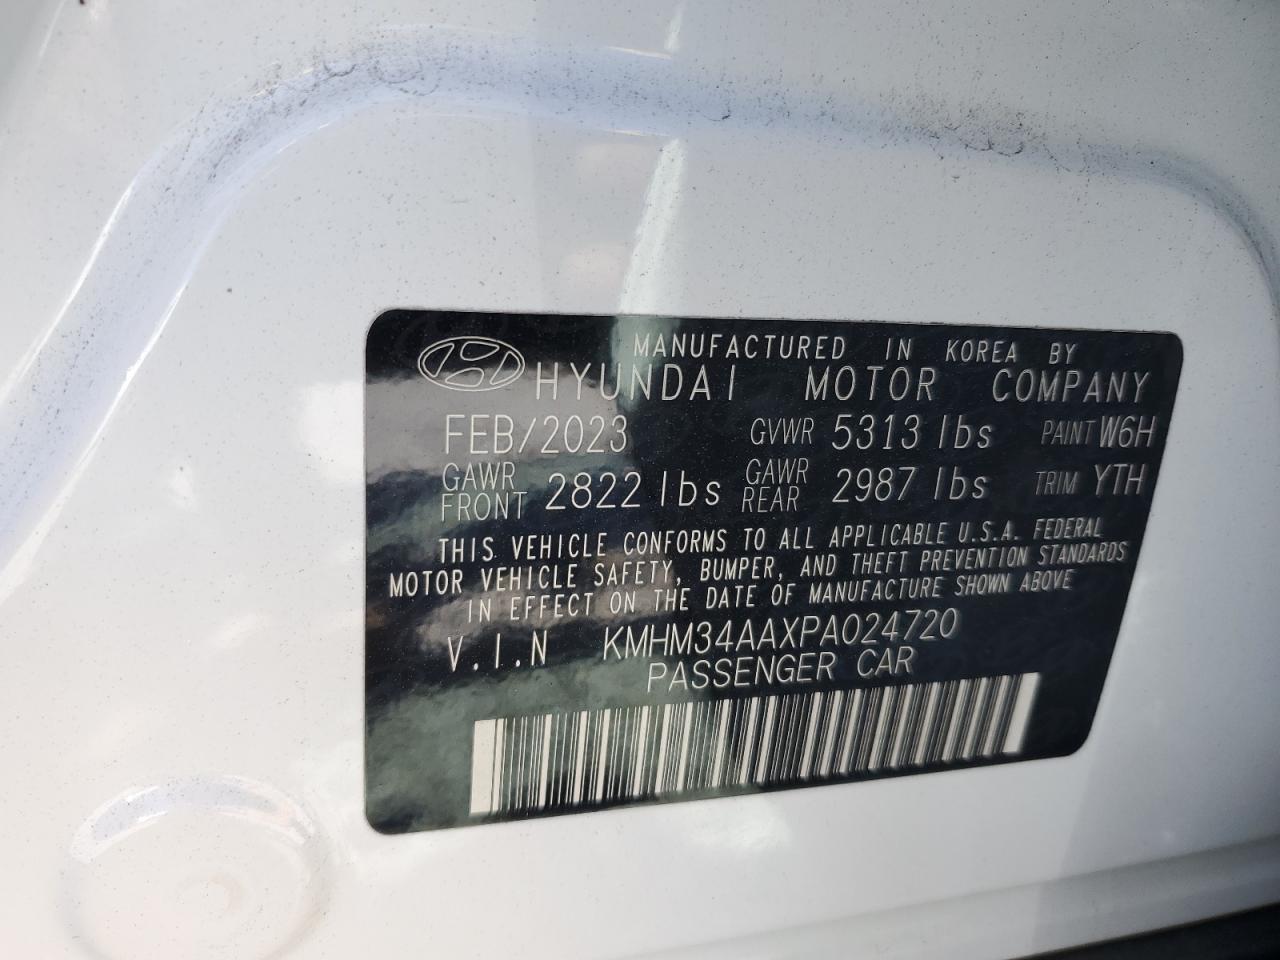 MANUFACTURED IN KOREA BY
HYUNDAI MOTOR COMPANY
FEB/2023 GVWR 5313 lbs PAINT W6H
GAWR FRONT 2822 lbs GAWR REAR 2987 lbs TRIM YTH
THIS VEHICLE CONFORMS TO ALL APPLICABLE U.S.A. FEDERAL
MOTOR VEHICLE SAFETY, BUMPER, AND THEFT PREVENTION STANDARDS
IN EFFECT ON THE DATE OF MANUFACTURE SHOWN ABOVE
V.I.N KMHM34AAXPA024720
PASSENGER CAR